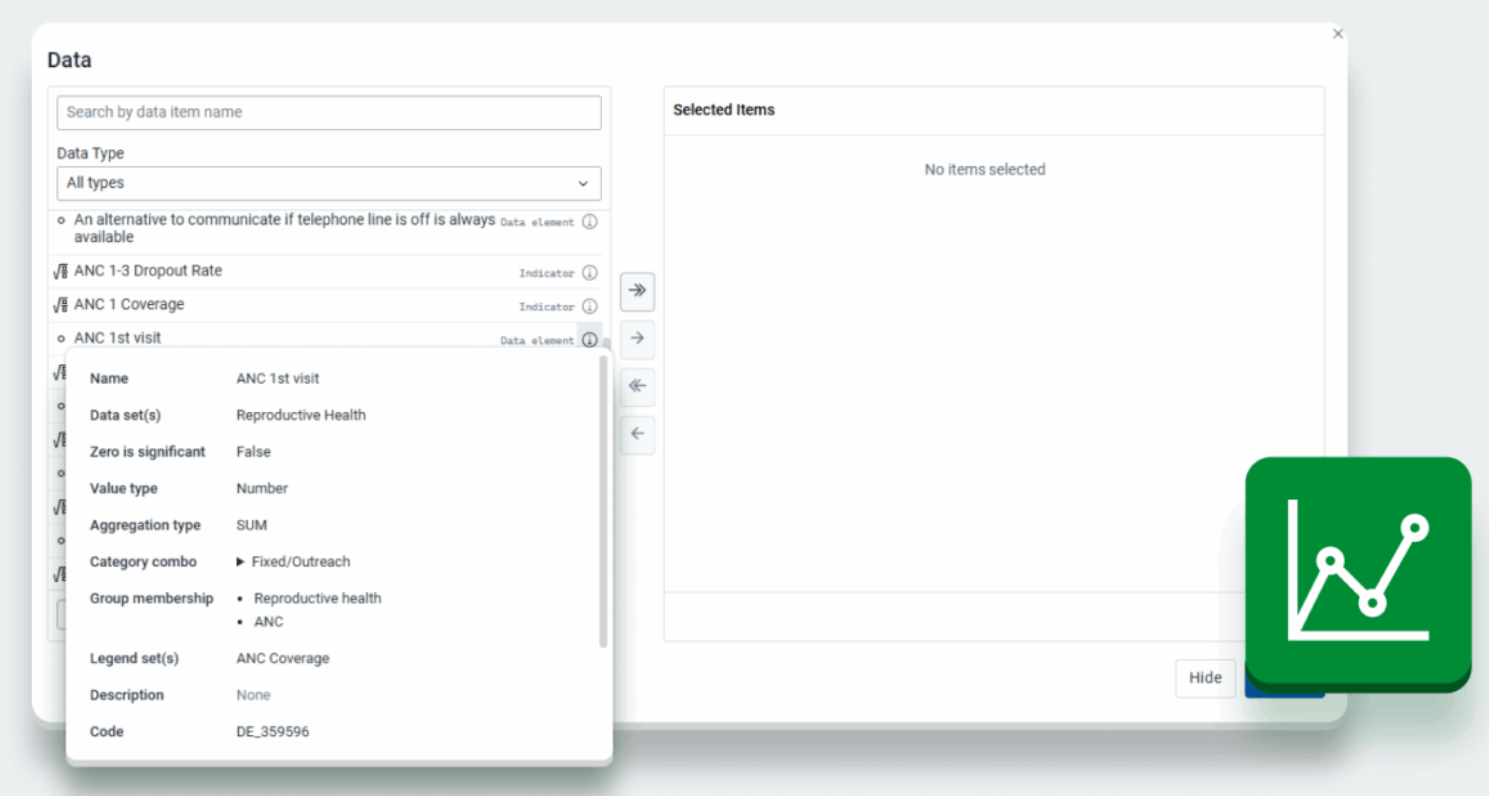 Data
Search by data item name
Data Type
All types
An alternative to communicate if telephone line is off is always Data element
available
ANC 1-3 Dropout Rate Indicator
ANC 1 Coverage Indicator
ANC 1st visit Data element
Name ANC 1st visit
Data set(s) Reproductive Health
Zero is significant False
Value type Number
Aggregation type SUM
Category combo Fixed/Outreach
Group membership • Reproductive health
• ANC
Legend set(s) ANC Coverage
Description None
Code DE_359596
Selected Items
No items selected
Hide